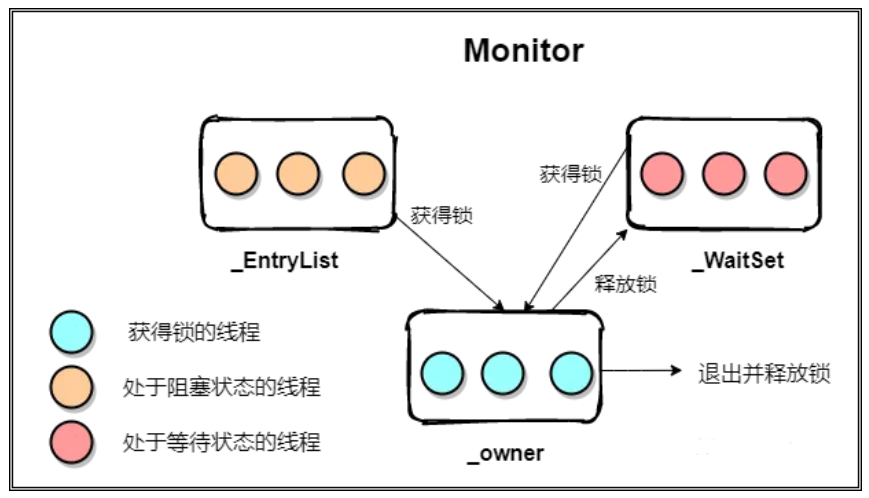 Monitor
获得锁
获得锁
_EntryList
_WaitSet
释放锁
获得锁的线程
处于阻塞状态的线程
退出并释放锁
处于等待状态的线程
_owner